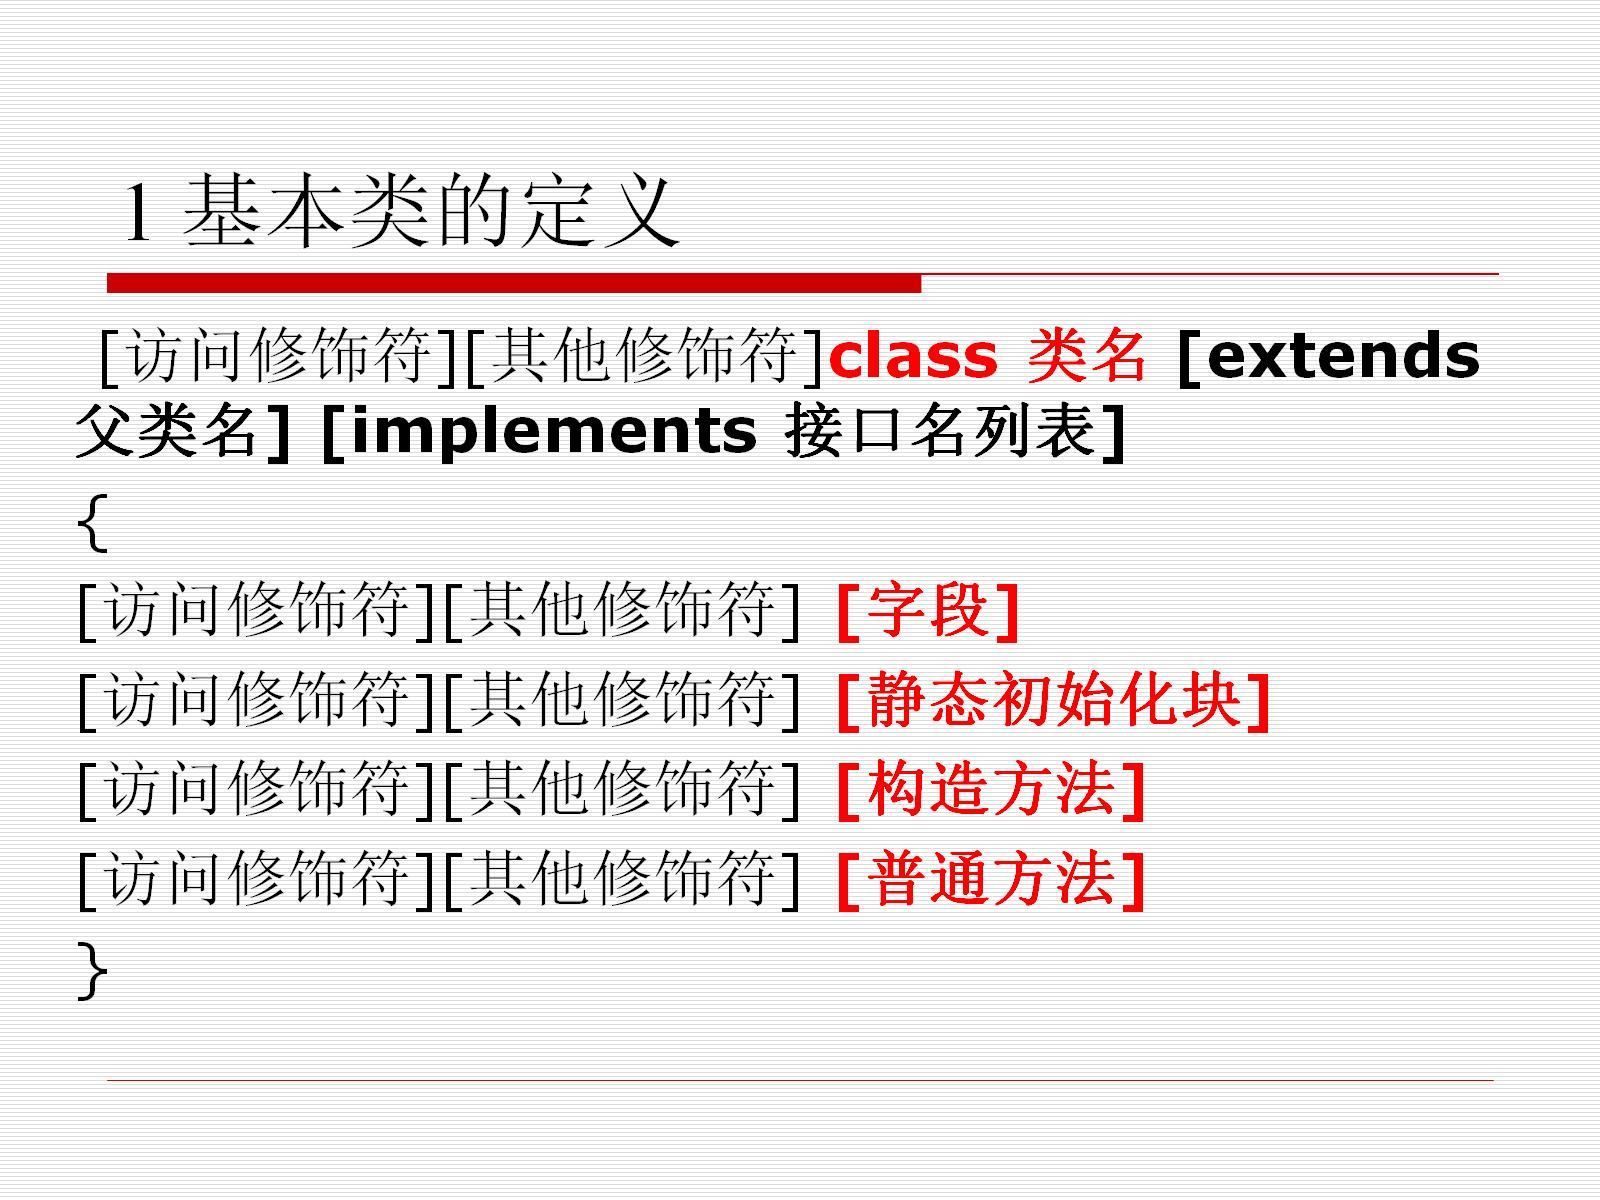 1 基本类的定义
[访问修饰符][其他修饰符]class 类名 [extends
父类名] [implements 接口名列表]
{
[访问修饰符][其他修饰符] [字段]
[访问修饰符][其他修饰符] [静态初始化块]
[访问修饰符][其他修饰符] [构造方法]
[访问修饰符][其他修饰符] [普通方法]
}